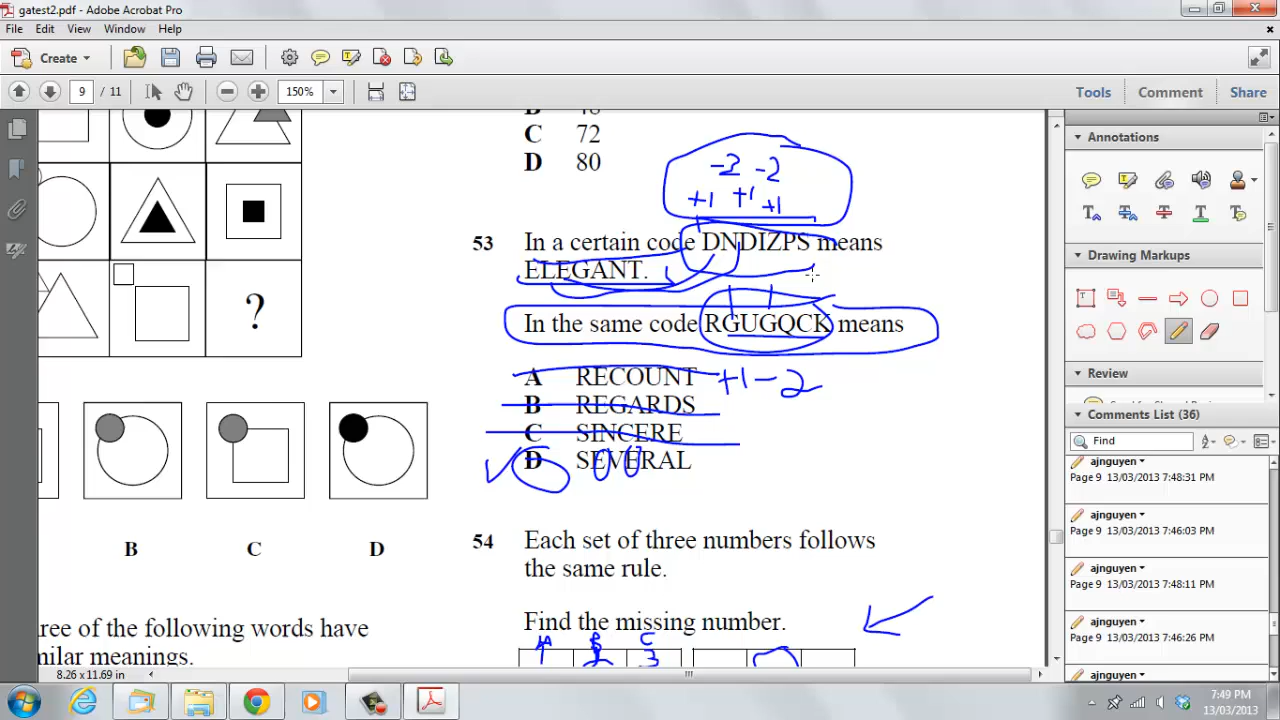 gatest2.pdf - Adobe Acrobat Pro
File Edit View Window Help
Create
9 / 11 150% Tools Comment Share
C 72
D 80
-3 -2
+1 +1 +1
53 In a certain code DNDIZPS means
ELEGANT.
In the same code RGUGQCK means
A RECOUNT +1 -2
B REGARDS
C SINCERE
D SEVERAL
?
B C D
54 Each set of three numbers follows
the same rule.
Find the missing number.
A B C
1 2 3
ree of the following words have
milar meanings.
8.26 x 11.69 in
Annotations
Drawing Markups
Review
Comments List (36)
Find
ajnguyen
Page 9 13/03/2013 7:48:31 PM
ajnguyen
Page 9 13/03/2013 7:46:03 PM
ajnguyen
Page 9 13/03/2013 7:48:11 PM
ajnguyen
Page 9 13/03/2013 7:46:26 PM
ajnguyen
7:49 PM
13/03/2013